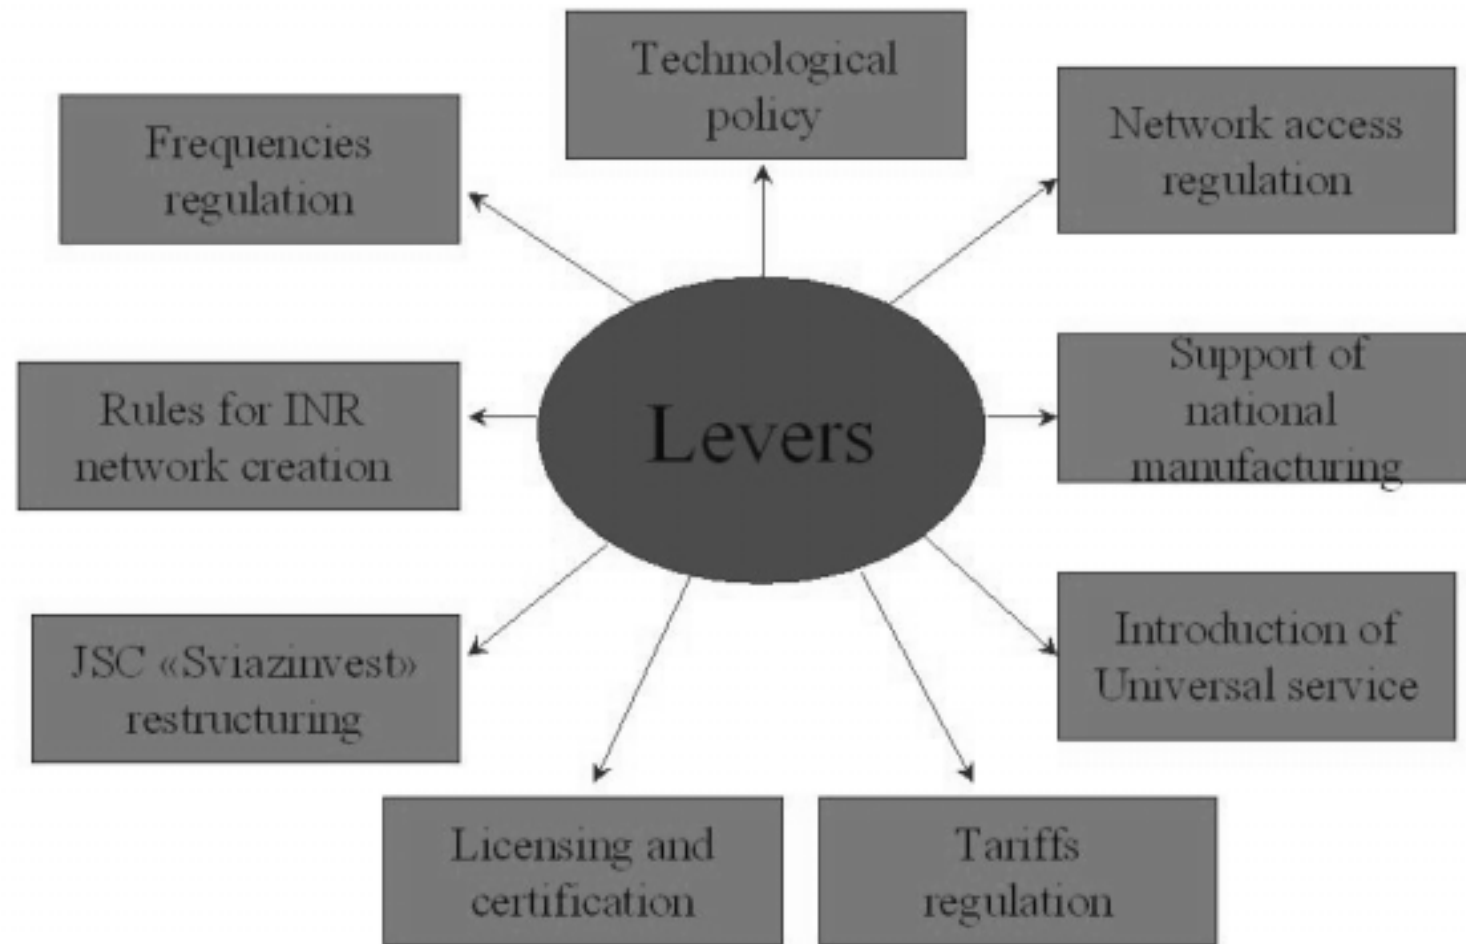 Technological
policy
Frequencies
regulation
Network access
regulation
Rules for INR
network creation
Levers
Support of
national
manufacturing
JSC «Sviazinvest»
restructuring
Introduction of
Universal service
Licensing and
certification
Tariffs
regulation